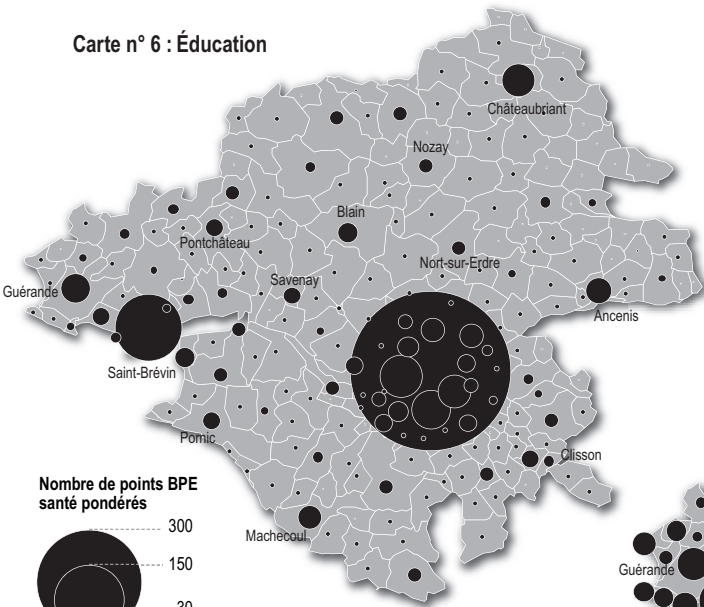 Carte n° 6 : Éducation
Châteaubriant
Nozay
Blain
Pontchâteau
Nort-sur-Erdre
Savenay
Guérande
Ancenis
Saint-Brévin
Pornic
Clisson
Nombre de points BPE
santé pondérés
300
150
30
Machecoul
Guérande